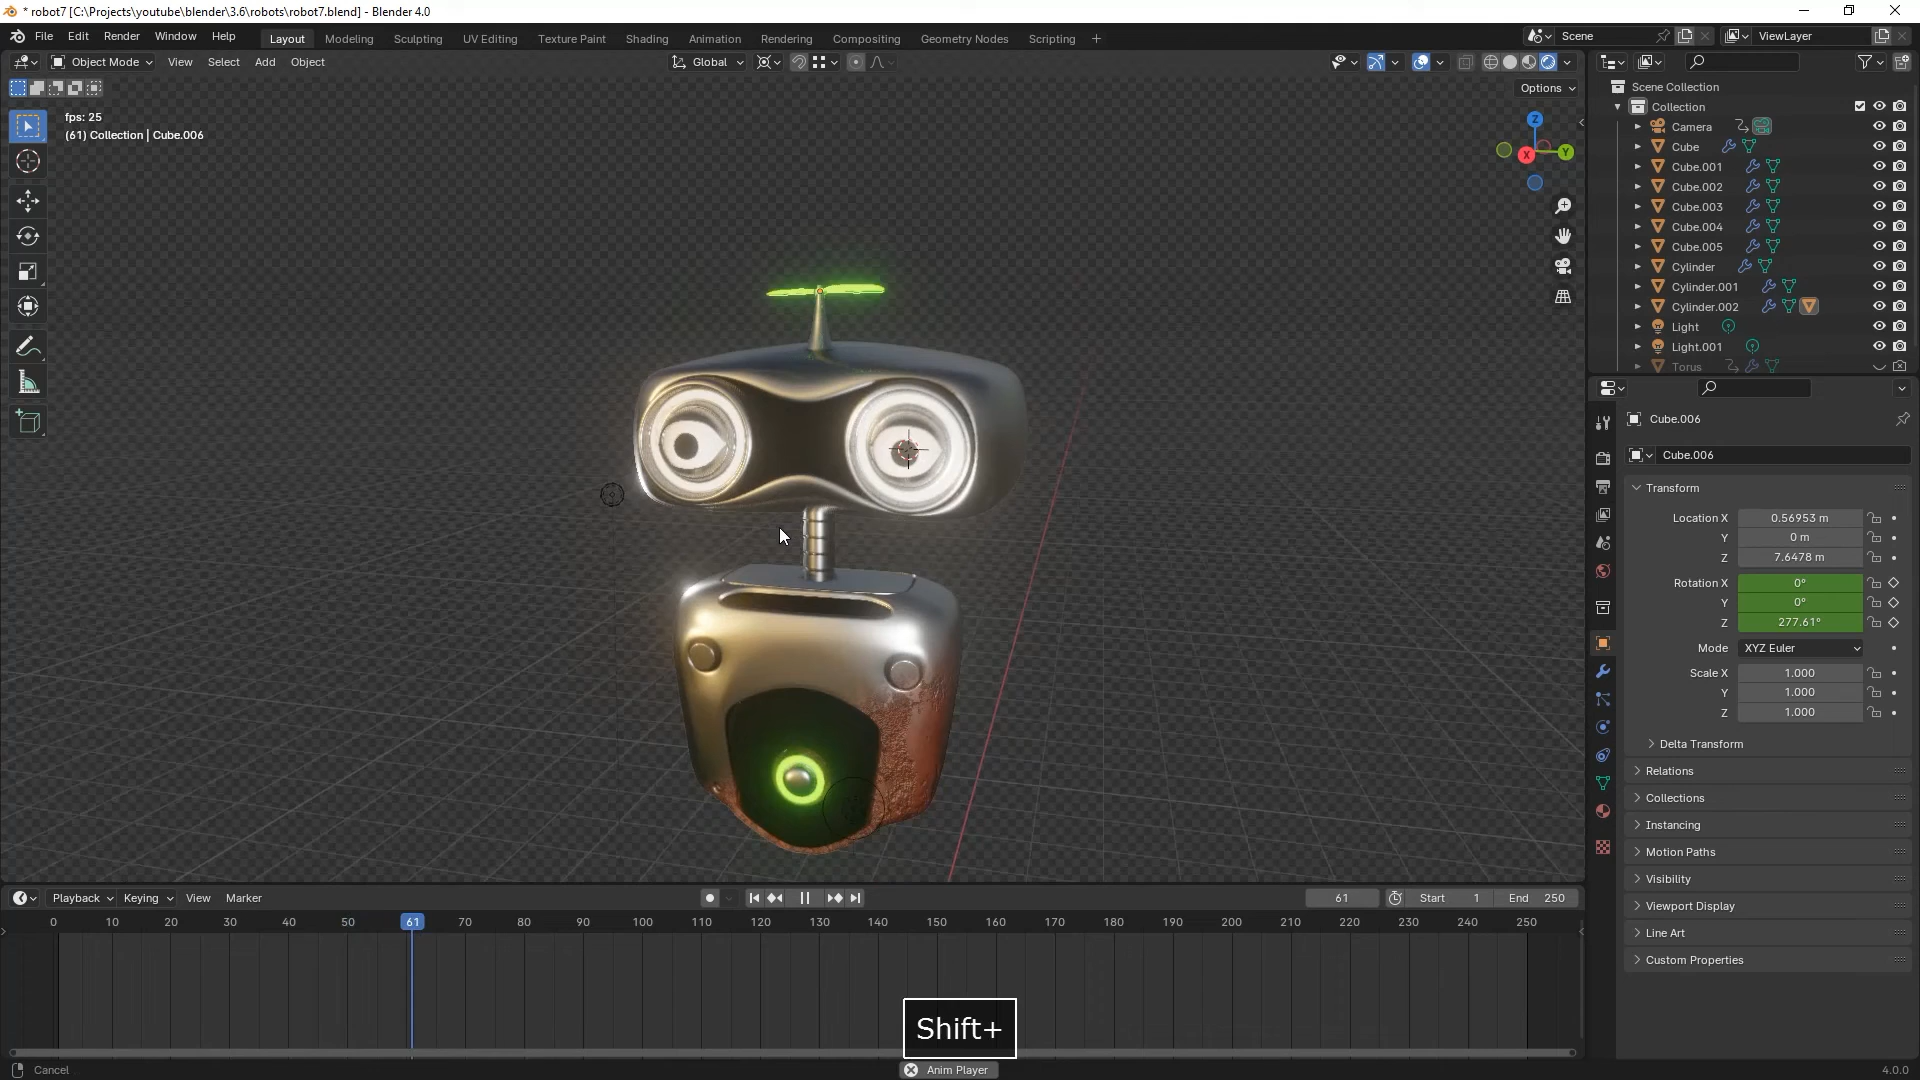 * robot7 [C:\Projects\youtube\blender\3.6\robots\robot7.blend] - Blender 4.0
File Edit Render Window Help
Layout Modeling Sculpting UV Editing Texture Paint Shading Animation Rendering Compositing Geometry Nodes Scripting +
Scene
ViewLayer
Object Mode View Select Add Object
Global
Options
fps: 25
(61) Collection | Cube.006
Z
Y
X
Scene Collection
Collection
Camera
Cube
Cube.001
Cube.002
Cube.003
Cube.004
Cube.005
Cylinder
Cylinder.001
Cylinder.002
Light
Light.001
Torus
Cube.006
Cube.006
Transform
Location X 0.56953 m
Y 0 m
Z 7.6478 m
Rotation X 0°
Y 0°
Z 277.61°
Mode XYZ Euler
Scale X 1.000
Y 1.000
Z 1.000
Delta Transform
Relations
Collections
Instancing
Motion Paths
Visibility
Viewport Display
Line Art
Custom Properties
Playback Keying View Marker
61 Start 1 End 250
0 10 20 30 40 50 61 70 80 90 100 110 120 130 140 150 160 170 180 190 200 210 220 230 240 250
Shift+
Cancel
Anim Player
4.0.0